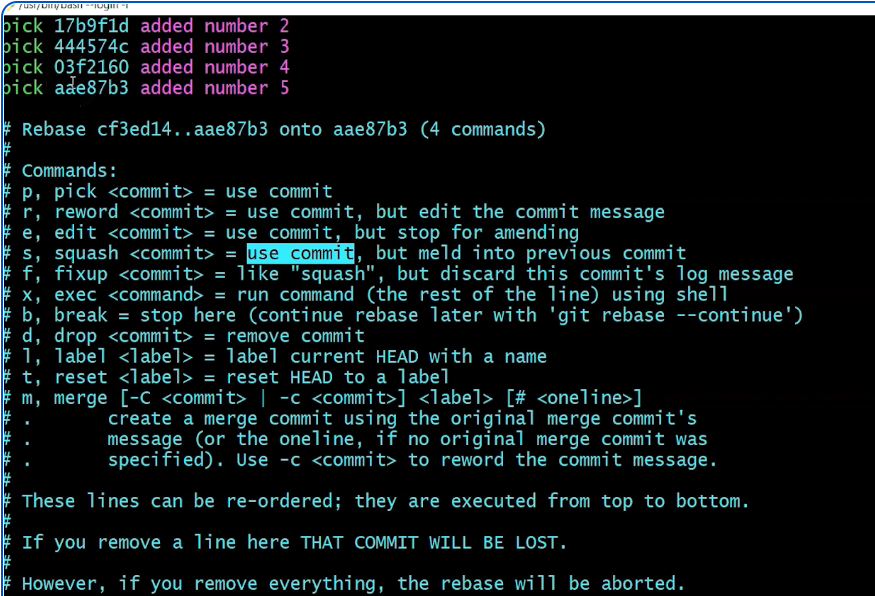 /usr/bin/bash --login -i
pick 17b9f1d added number 2
pick 444574c added number 3
pick 03f2160 added number 4
pick aae87b3 added number 5
# Rebase cf3ed14..aae87b3 onto aae87b3 (4 commands)
#
# Commands:
# p, pick <commit> = use commit
# r, reword <commit> = use commit, but edit the commit message
# e, edit <commit> = use commit, but stop for amending
# s, squash <commit> = use commit, but meld into previous commit
# f, fixup <commit> = like "squash", but discard this commit's log message
# x, exec <command> = run command (the rest of the line) using shell
# b, break = stop here (continue rebase later with 'git rebase --continue')
# d, drop <commit> = remove commit
# l, label <label> = label current HEAD with a name
# t, reset <label> = reset HEAD to a label
# m, merge [-C <commit> | -c <commit>] <label> [# <oneline>]
# .       create a merge commit using the original merge commit's
# .       message (or the oneline, if no original merge commit was
# .       specified). Use -c <commit> to reword the commit message.
#
# These lines can be re-ordered; they are executed from top to bottom.
#
# If you remove a line here THAT COMMIT WILL BE LOST.
#
# However, if you remove everything, the rebase will be aborted.